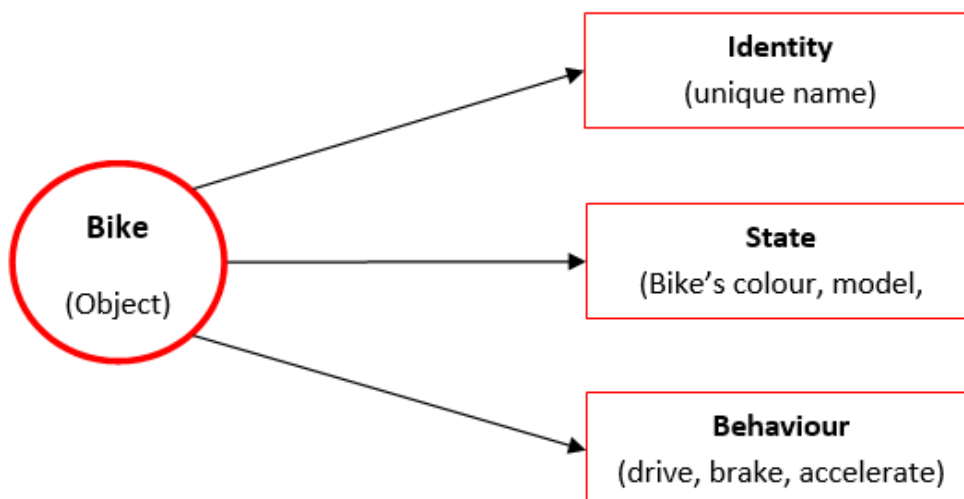 Bike
(Object)
Identity
(unique name)
State
(Bike’s colour, model,
Behaviour
(drive, brake, accelerate)